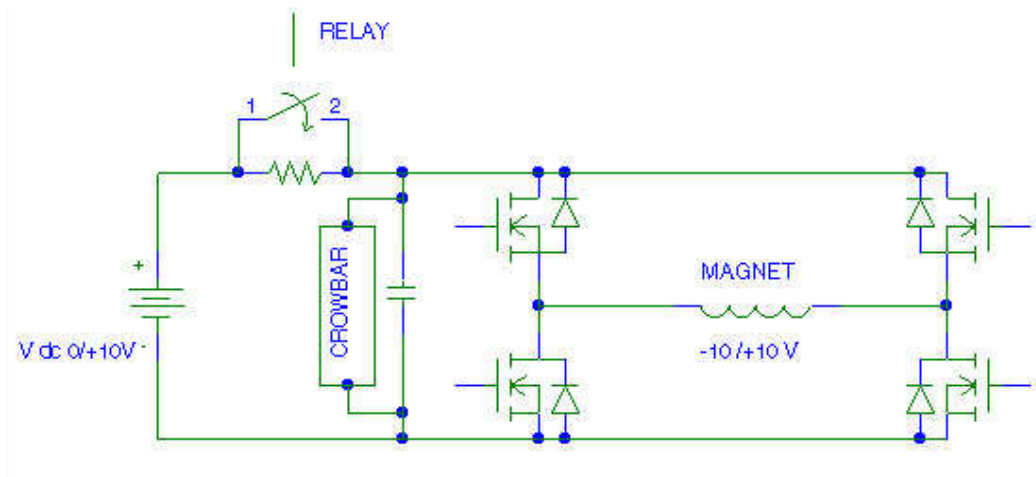 RELAY
1 2
MAGNET
CROWBAR
+
V dc 0/+10V -
-10/+10 V